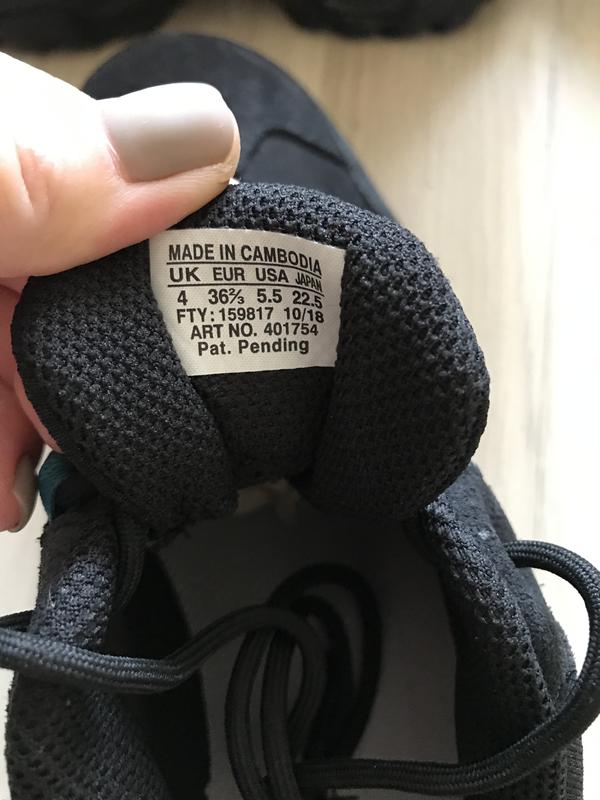 MADE IN CAMBODIA
UK EUR USA JAPAN
4 36⅔ 5.5 22.5
FTY: 159817 10/18
ART NO. 401754
Pat. Pending